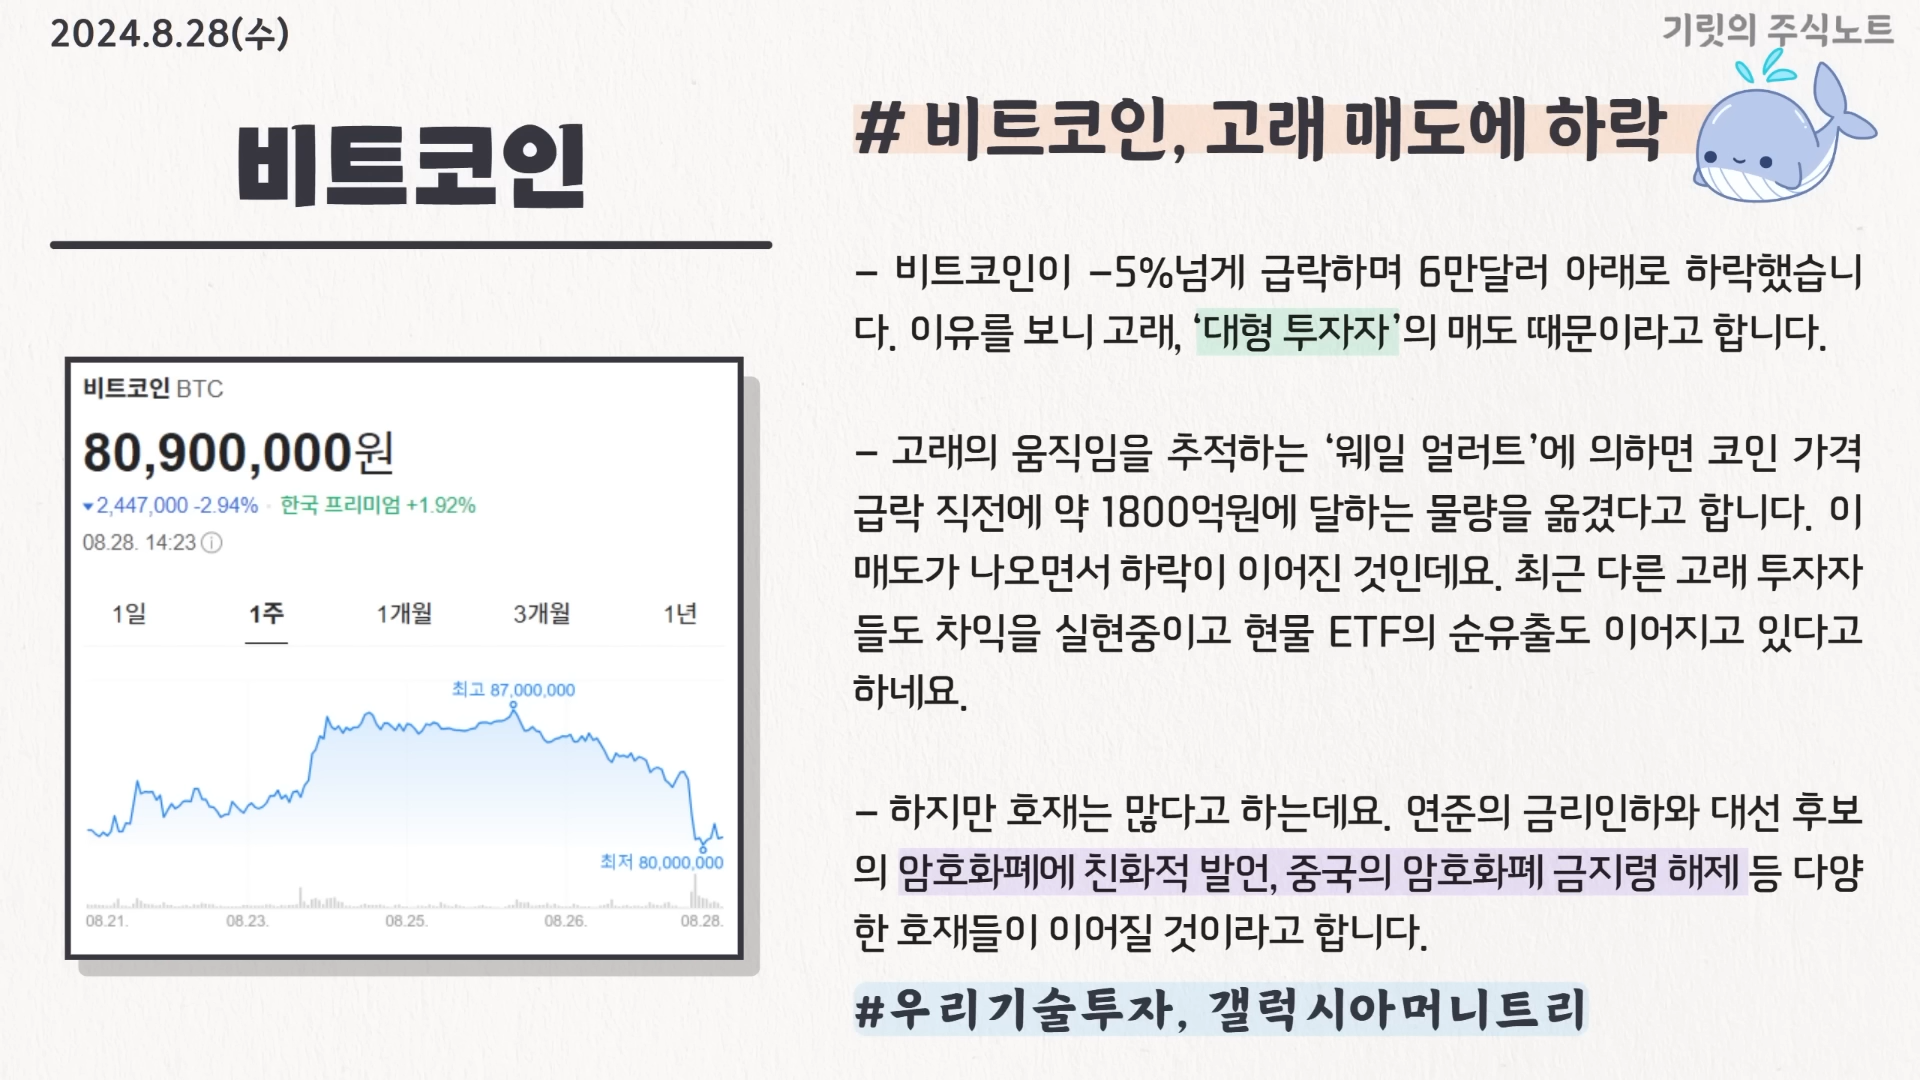 2024.8.28(수)
기릿의 주식노트
비트코인
비트코인 BTC
80,900,000원
▼2,447,000 -2.94% · 한국 프리미엄 +1.92%
08.28. 14:23 ⓘ
1일 1주 1개월 3개월 1년
최고 87,000,000
최저 80,000,000
08.21. 08.23. 08.25. 08.26. 08.28.
# 비트코인, 고래 매도에 하락
– 비트코인이 –5%넘게 급락하며 6만달러 아래로 하락했습니
다. 이유를 보니 고래, ‘대형 투자자’의 매도 때문이라고 합니다.
– 고래의 움직임을 추적하는 ‘웨일 얼러트’에 의하면 코인 가격
급락 직전에 약 1800억원에 달하는 물량을 옮겼다고 합니다. 이
매도가 나오면서 하락이 이어진 것인데요. 최근 다른 고래 투자자
들도 차익을 실현중이고 현물 ETF의 순유출도 이어지고 있다고
하네요.
– 하지만 호재는 많다고 하는데요. 연준의 금리인하와 대선 후보
의 암호화폐에 친화적 발언, 중국의 암호화폐 금지령 해제 등 다양
한 호재들이 이어질 것이라고 합니다.
#우리기술투자, 갤럭시아머니트리